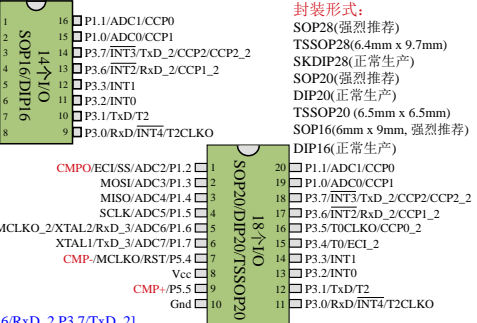 封装形式:
SOP28(强烈推荐)
TSSOP28(6.4mm x 9.7mm)
SKDIP28(正常生产)
SOP20(强烈推荐)
DIP20(正常生产)
TSSOP20 (6.5mm x 6.5mm)
SOP16(6mm x 9mm, 强烈推荐)
DIP16(正常生产)
14个I/O
SOP16/DIP16
1 16 P1.1/ADC1/CCP0
2 15 P1.0/ADC0/CCP1
3 14 P3.7/INT3/TxD_2/CCP2/CCP2_2
4 13 P3.6/INT2/RxD_2/CCP1_2
5 12 P3.3/INT1
6 11 P3.2/INT0
7 10 P3.1/TxD/T2
8 9 P3.0/RxD/INT4/T2CLKO
18个I/O
SOP20/DIP20/TSSOP20
CMPO/ECI/SS/ADC2/P1.2 1 20 P1.1/ADC1/CCP0
MOSI/ADC3/P1.3 2 19 P1.0/ADC0/CCP1
MISO/ADC4/P1.4 3 18 P3.7/INT3/TxD_2/CCP2/CCP2_2
SCLK/ADC5/P1.5 4 17 P3.6/INT2/RxD_2/CCP1_2
MCLKO_2/XTAL2/RxD_3/ADC6/P1.6 5 16 P3.5/T0CLKO/CCP0_2
XTAL1/TxD_3/ADC7/P1.7 6 15 P3.4/T0/ECI_2
CMP-/MCLKO/RST/P5.4 7 14 P3.3/INT1
Vcc 8 13 P3.2/INT0
CMP+/P5.5 9 12 P3.1/TxD/T2
Gnd 10 11 P3.0/RxD/INT4/T2CLKO
6/RxD_2,P3.7/TxD_2]